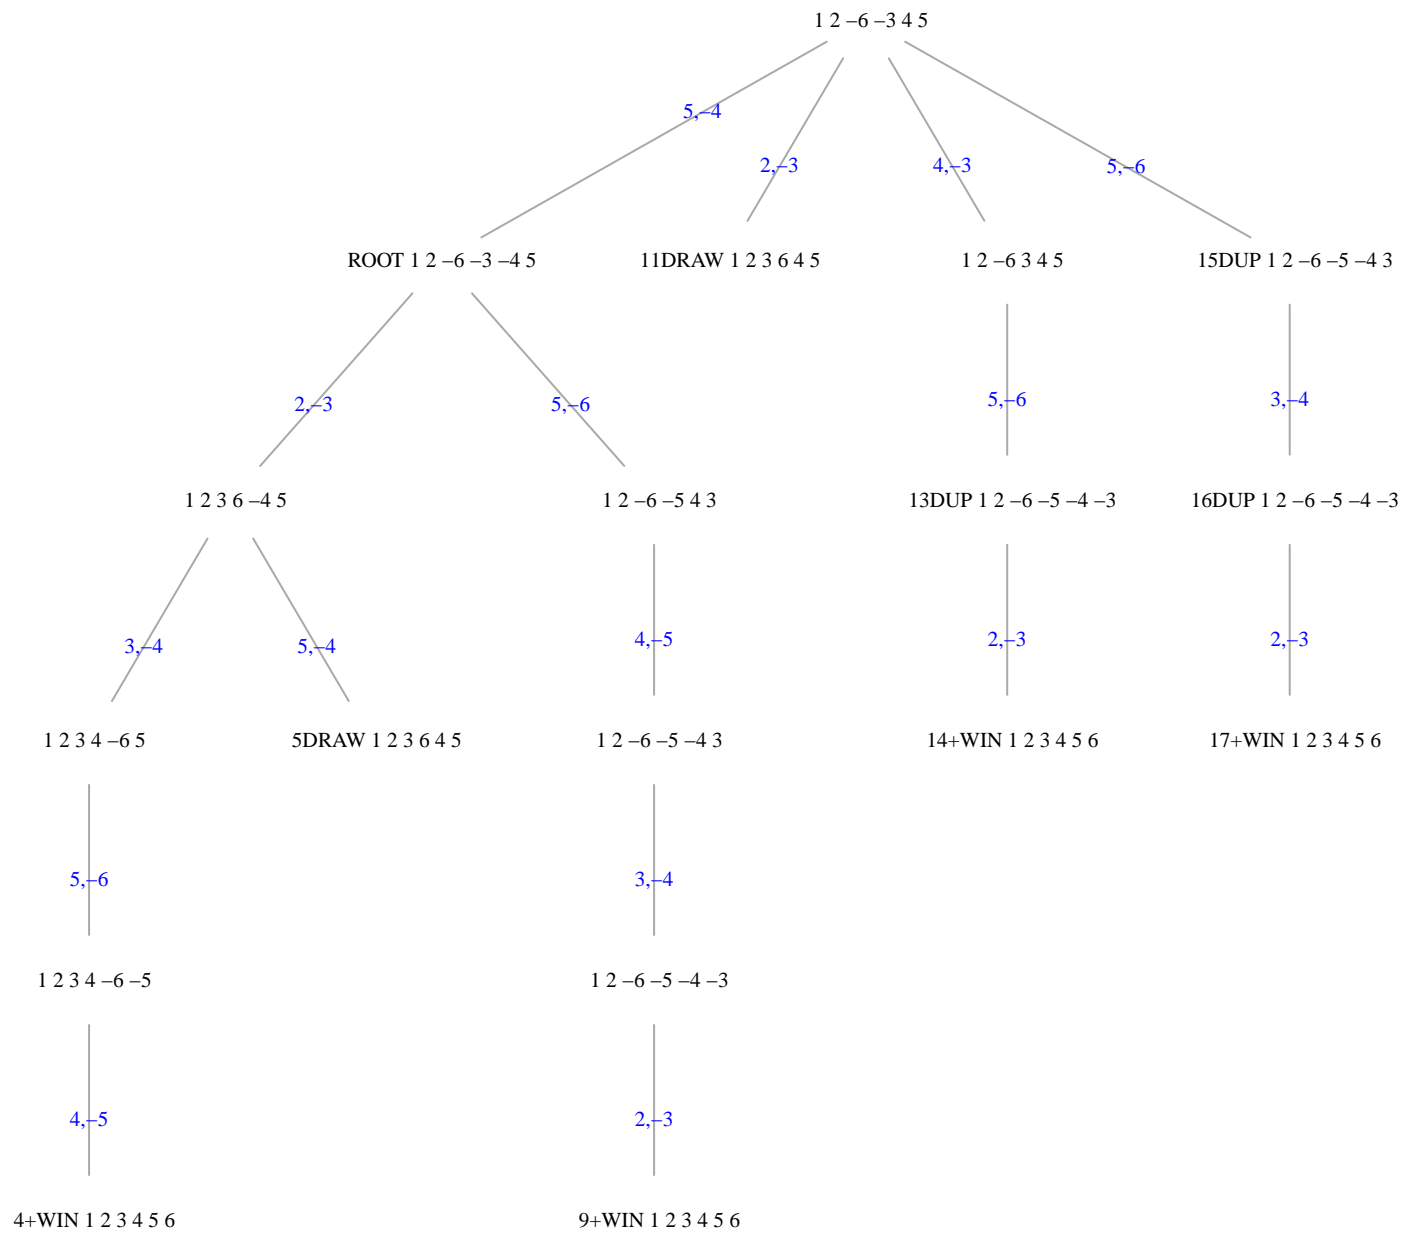 1 2 –6 –3 4 5
5,–4
2,–3
4,–3
5,–6
ROOT 1 2 –6 –3 –4 5
11DRAW 1 2 3 6 4 5
1 2 –6 3 4 5
15DUP 1 2 –6 –5 –4 3
2,–3
5,–6
5,–6
3,–4
1 2 3 6 –4 5
1 2 –6 –5 4 3
13DUP 1 2 –6 –5 –4 –3
16DUP 1 2 –6 –5 –4 –3
3,–4
5,–4
4,–5
2,–3
2,–3
1 2 3 4 –6 5
5DRAW 1 2 3 6 4 5
1 2 –6 –5 –4 3
14+WIN 1 2 3 4 5 6
17+WIN 1 2 3 4 5 6
5,–6
3,–4
1 2 3 4 –6 –5
1 2 –6 –5 –4 –3
4,–5
2,–3
4+WIN 1 2 3 4 5 6
9+WIN 1 2 3 4 5 6